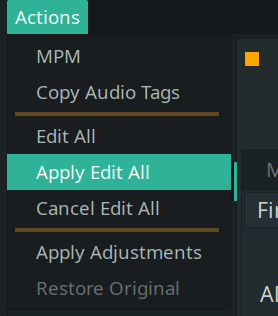 Actions
MPM
Copy Audio Tags
Edit All
Apply Edit All
Cancel Edit All
Apply Adjustments
Restore Original